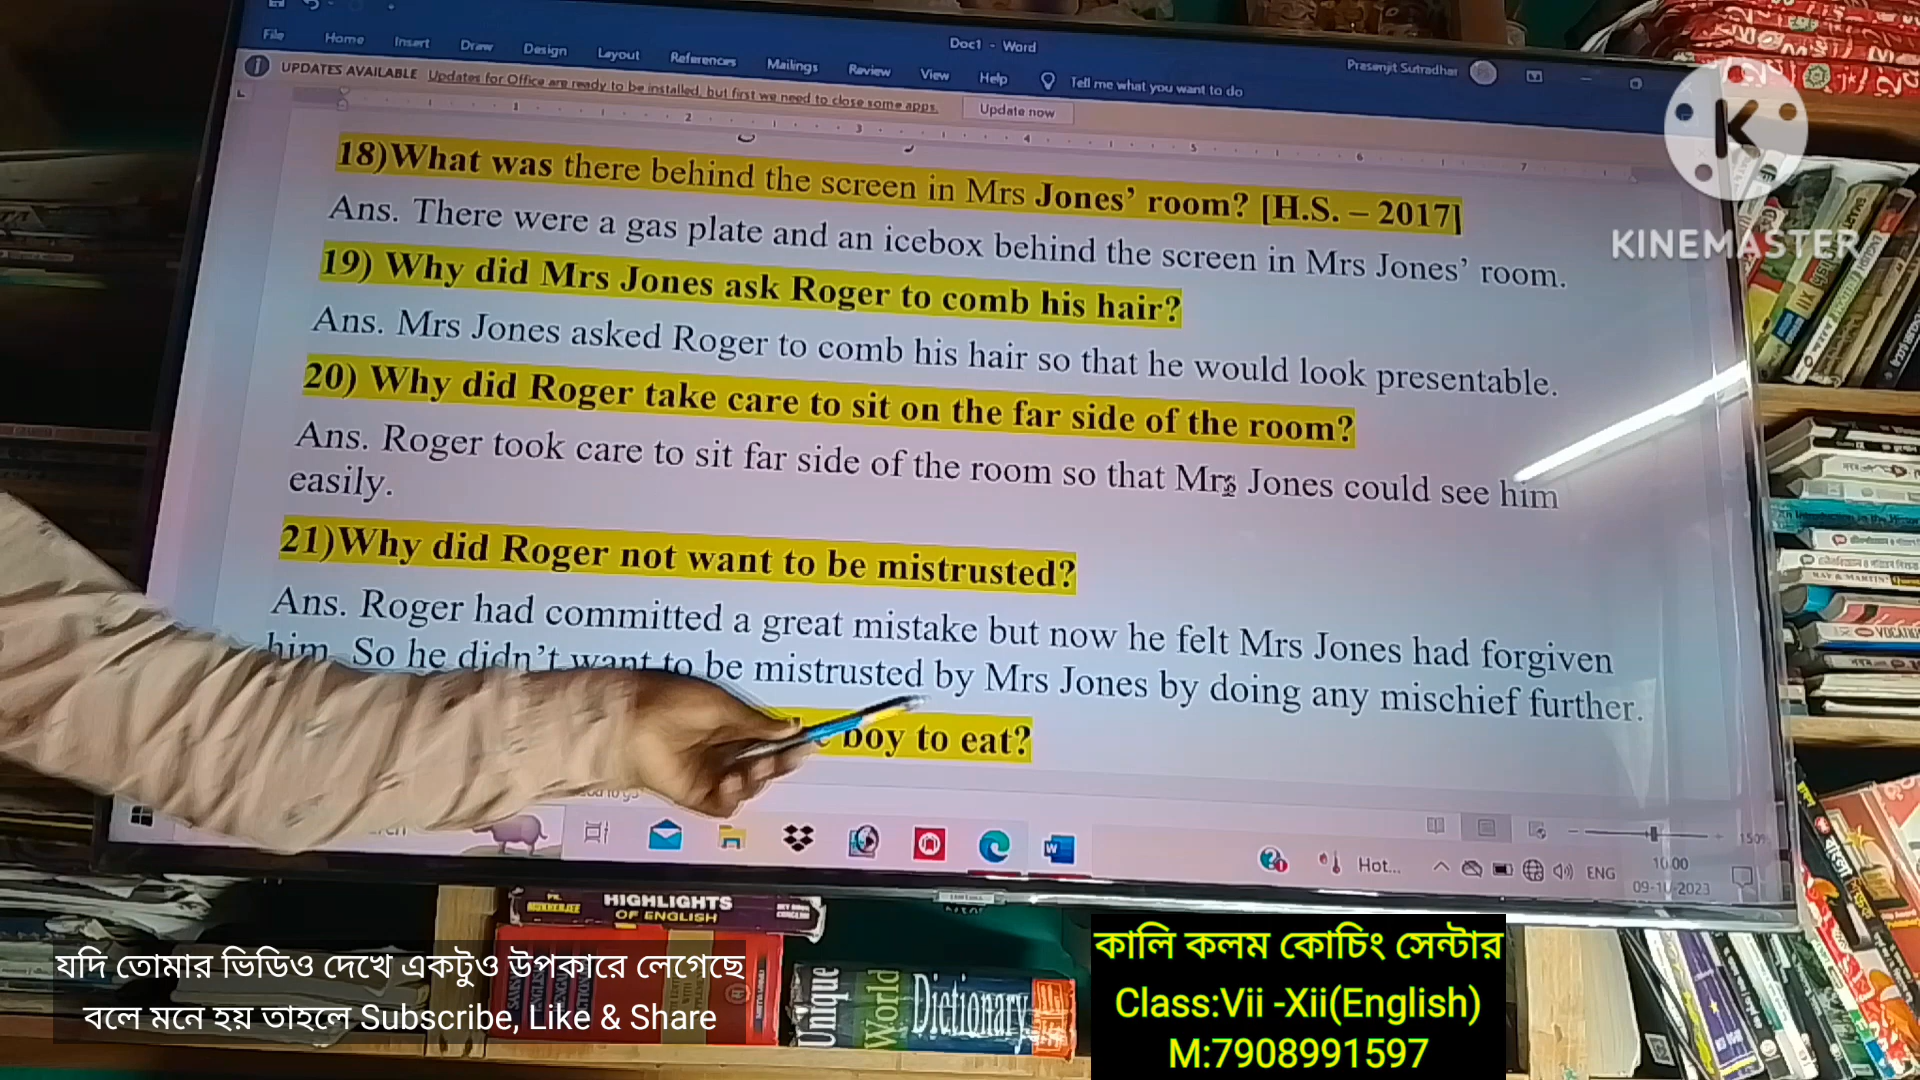 Doc1 - Word
Prasenjit Sutradhar
File Home Insert Draw Design Layout References Mailings Review View Help Tell me what you want to do
UPDATES AVAILABLE Updates for Office are ready to be installed, but first we need to close some apps. Update now
18)What was there behind the screen in Mrs Jones’ room? [H.S. – 2017]
Ans. There were a gas plate and an icebox behind the screen in Mrs Jones’ room.
19) Why did Mrs Jones ask Roger to comb his hair?
Ans. Mrs Jones asked Roger to comb his hair so that he would look presentable.
20) Why did Roger take care to sit on the far side of the room?
Ans. Roger took care to sit far side of the room so that Mrs Jones could see him
easily.
21)Why did Roger not want to be mistrusted?
Ans. Roger had committed a great mistake but now he felt Mrs Jones had forgiven
him. So he didn’t want to be mistrusted by Mrs Jones by doing any mischief further.
boy to eat?
150%
Hot... ENG 10:00
2023
KINEMASTER
HIGHLIGHTS
OF ENGLISH
Unique
World
Dictionary
যদি তোমার ভিডিও দেখে একটুও উপকারে লেগেছে
বলে মনে হয় তাহলে Subscribe, Like & Share
কালি কলম কোচিং সেন্টার
Class:Vii -Xii(English)
M:7908991597